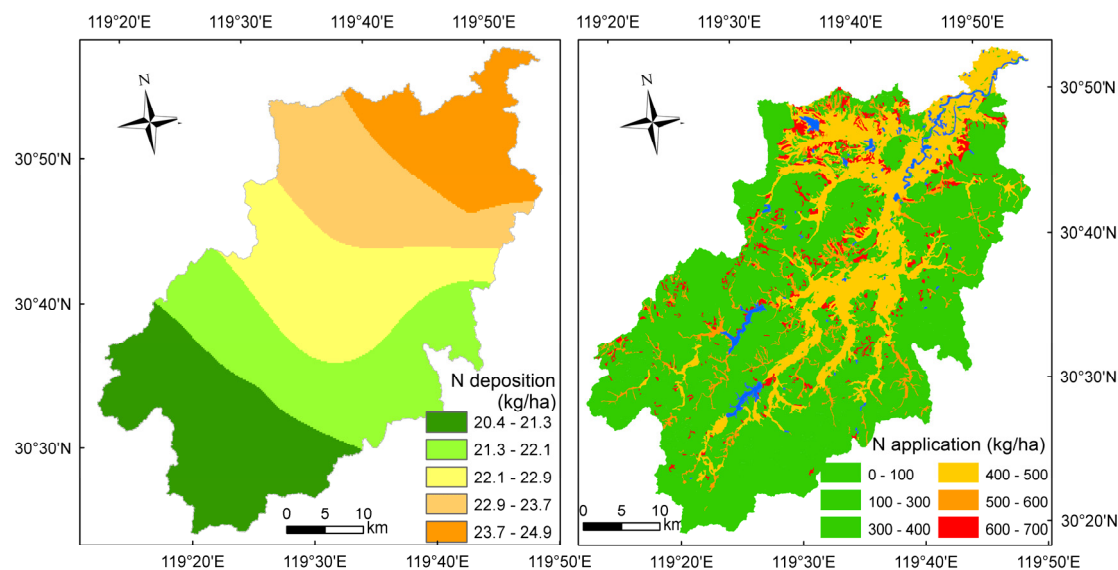 119°20'E 119°30'E 119°40'E 119°50'E
N
30°50'N
30°40'N
30°30'N
N deposition
(kg/ha)
20.4 - 21.3
21.3 - 22.1
22.1 - 22.9
22.9 - 23.7
23.7 - 24.9
0 5 10
km
119°20'E 119°30'E 119°40'E 119°50'E
119°20'E 119°30'E 119°40'E 119°50'E
N
30°50'N
30°40'N
30°30'N
30°20'N
N application (kg/ha)
0 - 100 400 - 500
100 - 300 500 - 600
300 - 400 600 - 700
0 5 10
km
119°20'E 119°30'E 119°40'E 119°50'E